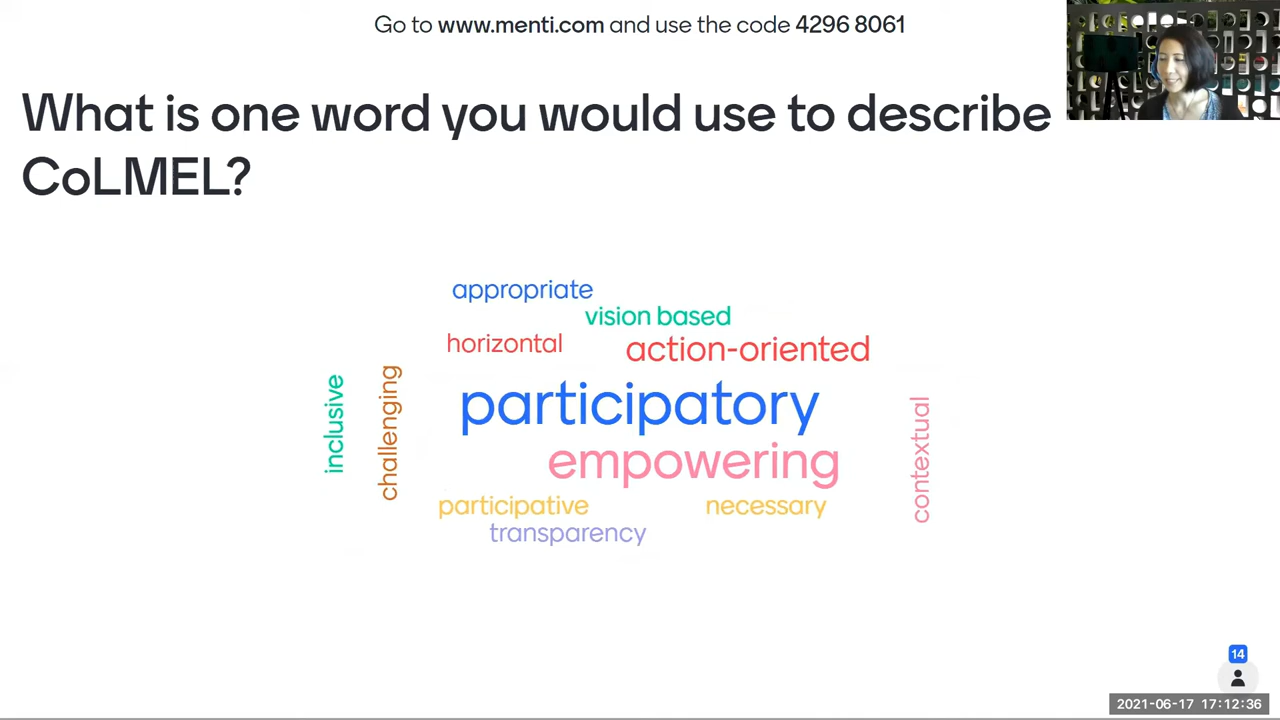 Go to www.menti.com and use the code 4296 8061
What is one word you would use to describe
CoLMEL?
appropriate
vision based
horizontal
action-oriented
inclusive
challenging
participatory
contextual
empowering
participative
necessary
transparency
14
2021-06-17 17:12:36